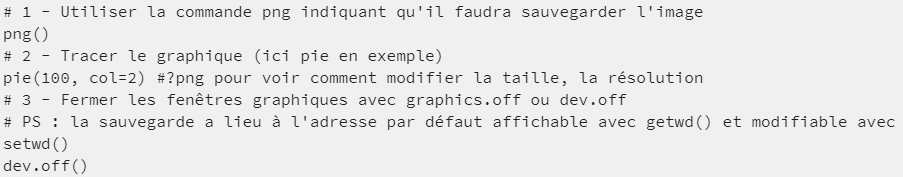 # 1 - Utiliser la commande png indiquant qu'il faudra sauvegarder l'image
png()
# 2 - Tracer le graphique (ici pie en exemple)
pie(100, col=2) #?png pour voir comment modifier la taille, la résolution
# 3 - Fermer les fenêtres graphiques avec graphics.off ou dev.off
# PS : la sauvegarde a lieu à l'adresse par défaut affichable avec getwd() et modifiable avec
setwd()
dev.off()